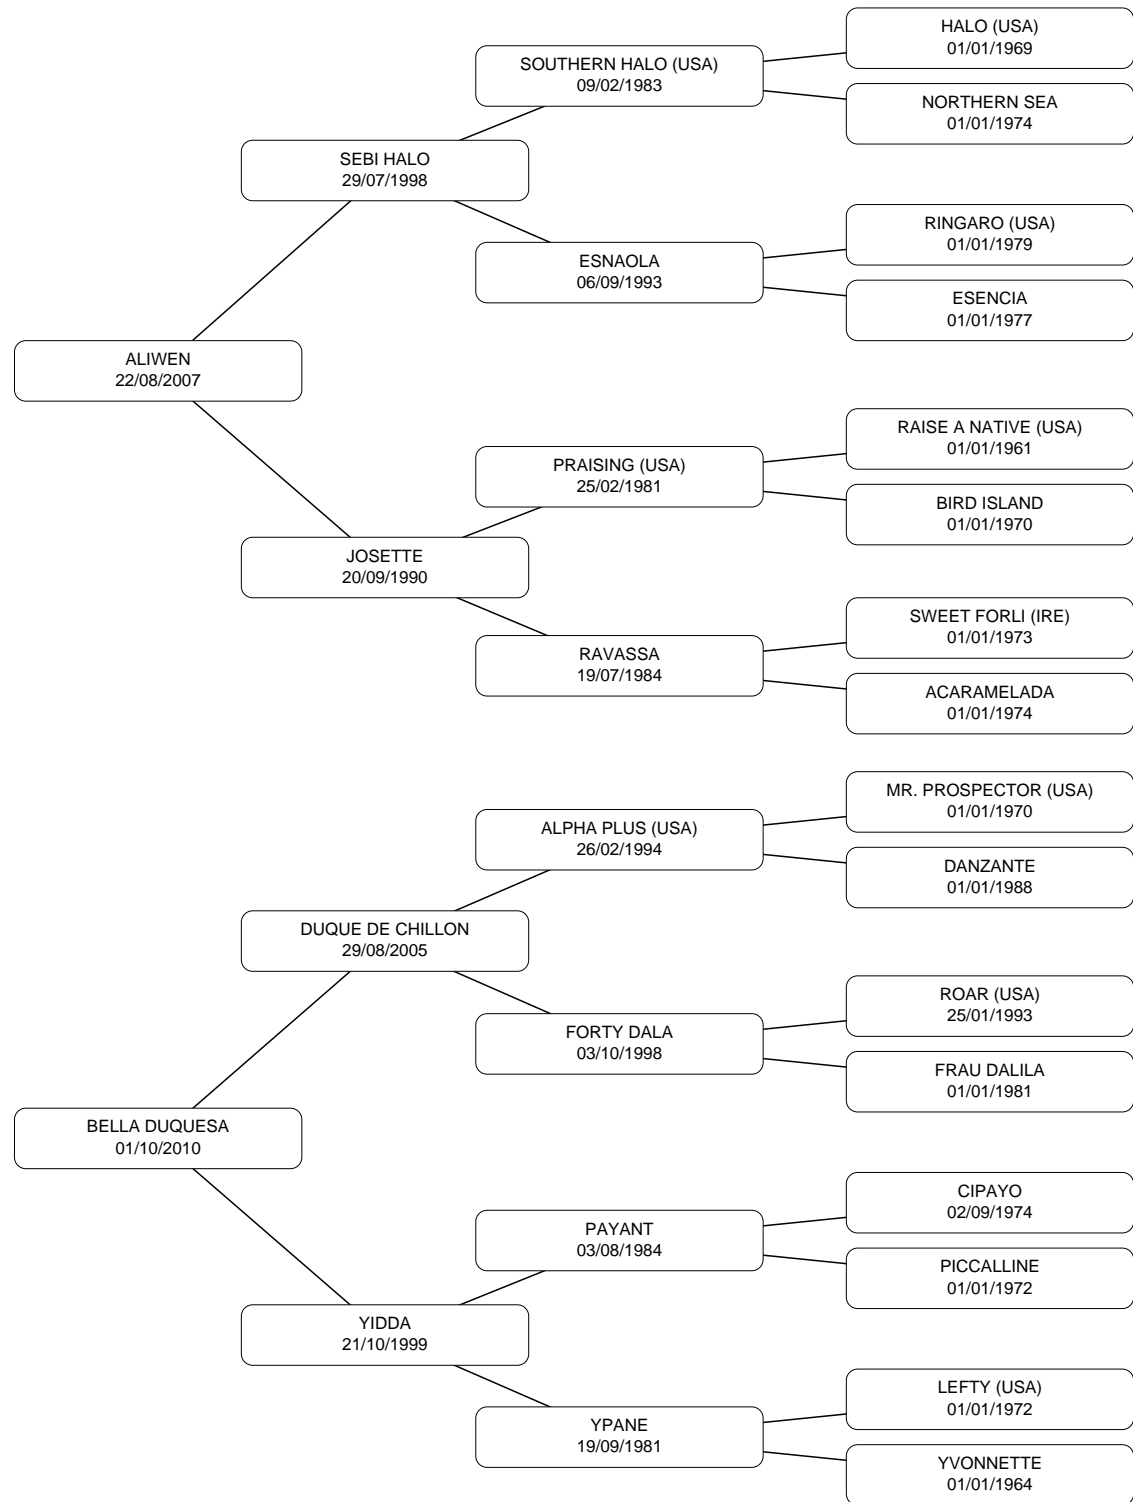 HALO (USA)
01/01/1969
SOUTHERN HALO (USA)
09/02/1983
NORTHERN SEA
01/01/1974
SEBI HALO
29/07/1998
RINGARO (USA)
01/01/1979
ESNAOLA
06/09/1993
ESENCIA
01/01/1977
ALIWEN
22/08/2007
RAISE A NATIVE (USA)
01/01/1961
PRAISING (USA)
25/02/1981
BIRD ISLAND
01/01/1970
JOSETTE
20/09/1990
SWEET FORLI (IRE)
01/01/1973
RAVASSA
19/07/1984
ACARAMELADA
01/01/1974
MR. PROSPECTOR (USA)
01/01/1970
ALPHA PLUS (USA)
26/02/1994
DANZANTE
01/01/1988
DUQUE DE CHILLON
29/08/2005
ROAR (USA)
25/01/1993
FORTY DALA
03/10/1998
FRAU DALILA
01/01/1981
BELLA DUQUESA
01/10/2010
CIPAYO
02/09/1974
PAYANT
03/08/1984
PICCALLINE
01/01/1972
YIDDA
21/10/1999
LEFTY (USA)
01/01/1972
YPANE
19/09/1981
YVONNETTE
01/01/1964